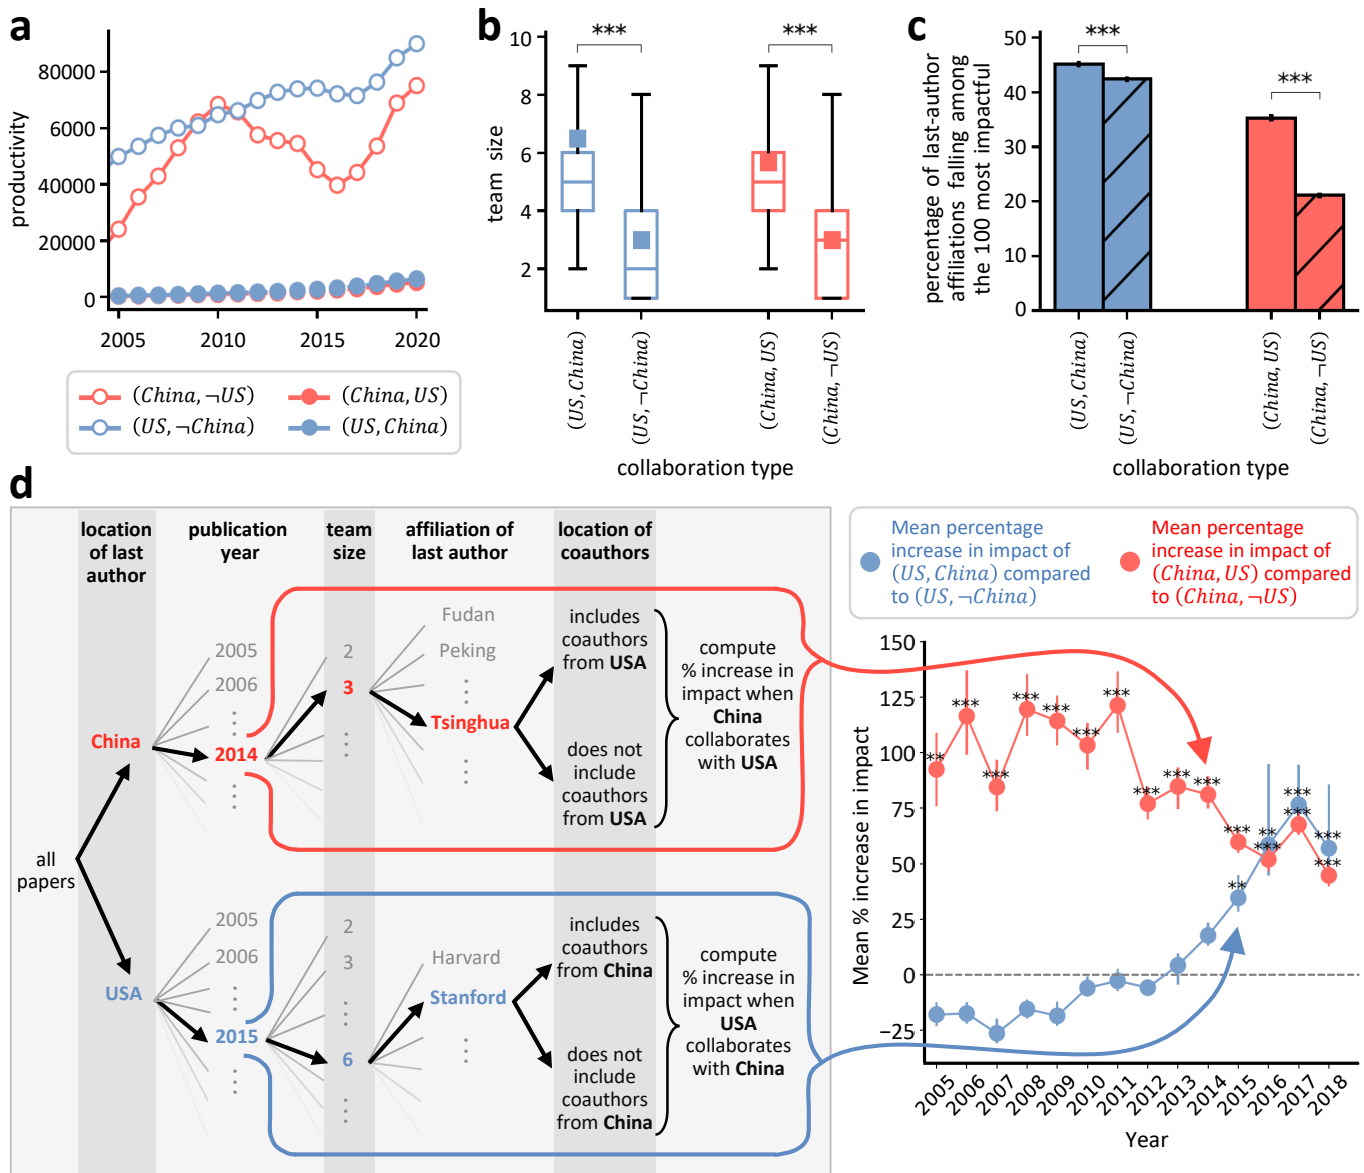 a
productivity
80000
60000
40000
20000
0
2005
2010
2015
2020
(China, ¬US)
(China, US)
(US, ¬China)
(US, China)
b
team size
10
8
6
4
2
***
***
(US, China)
(US, ¬China)
(China, US)
(China, ¬US)
collaboration type
c
percentage of last-author
affiliations falling among
the 100 most impactful
50
40
30
20
10
0
***
***
(US, China)
(US, ¬China)
(China, US)
(China, ¬US)
collaboration type
d
location
of last
author
publication
year
team
size
affiliation of
last author
location of
coauthors
all
papers
China
2005
2006
⋮
2014
⋮
2
3
⋮
Fudan
Peking
⋮
Tsinghua
⋮
includes
coauthors
from USA
does not
include
coauthors
from USA
compute
% increase in
impact when
China
collaborates
with USA
USA
2005
2006
⋮
2015
⋮
2
3
⋮
6
⋮
Harvard
Stanford
⋮
includes
coauthors
from China
does not
include
coauthors
from China
compute
% increase in
impact when
USA
collaborates
with China
Mean percentage
increase in impact of
(US, China) compared
to (US, ¬China)
Mean percentage
increase in impact of
(China, US) compared
to (China, ¬US)
Mean % increase in impact
150
125
100
75
50
25
0
−25
**
***
***
***
***
***
***
***
***
***
***
***
***
***
**
**
***
***
2005
2006
2007
2008
2009
2010
2011
2012
2013
2014
2015
2016
2017
2018
Year